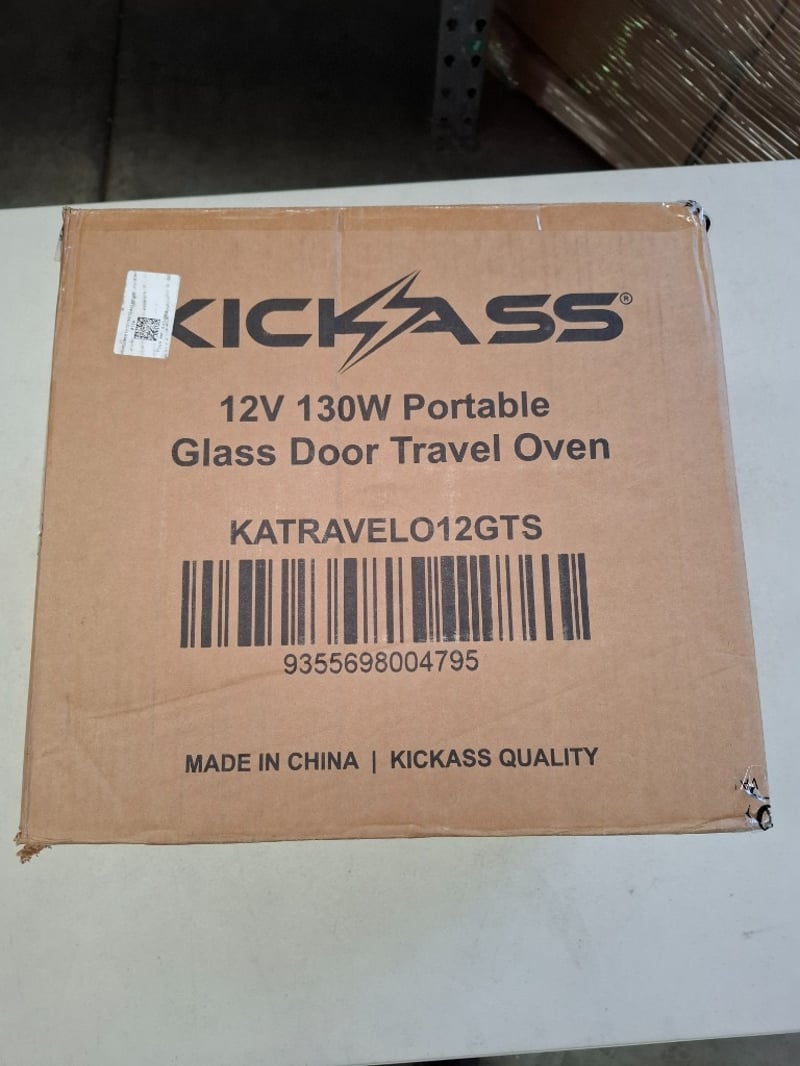 KICKASS®
12V 130W Portable
Glass Door Travel Oven
KATRAVELO12GTS
9355698004795
MADE IN CHINA | KICKASS QUALITY